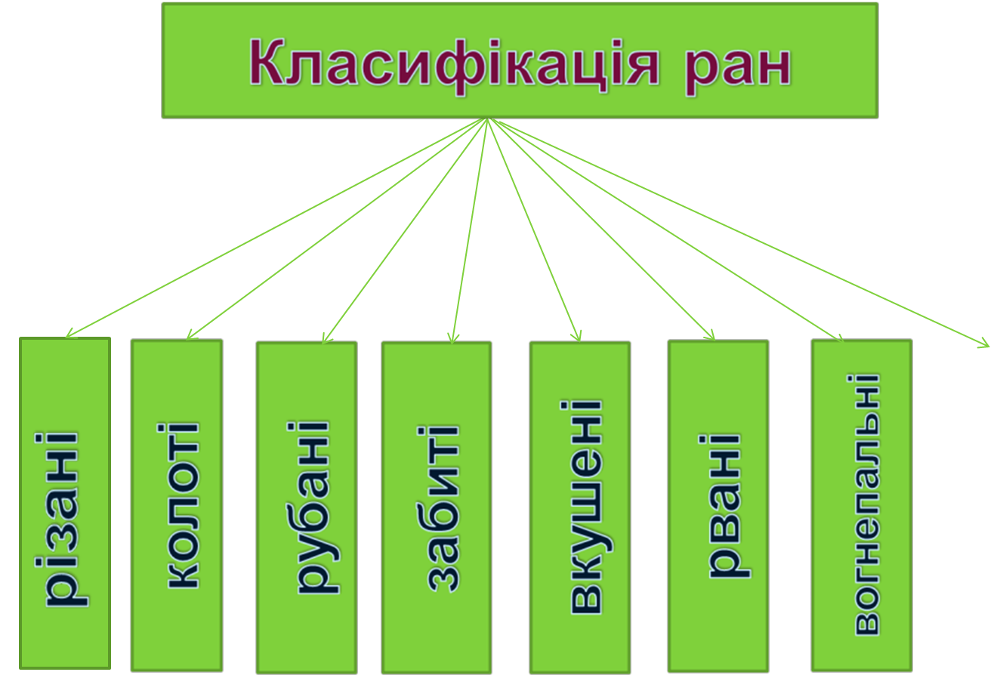 Класифікація ран
різані
колоті
рубані
забиті
вкушені
рвані
вогнепальні